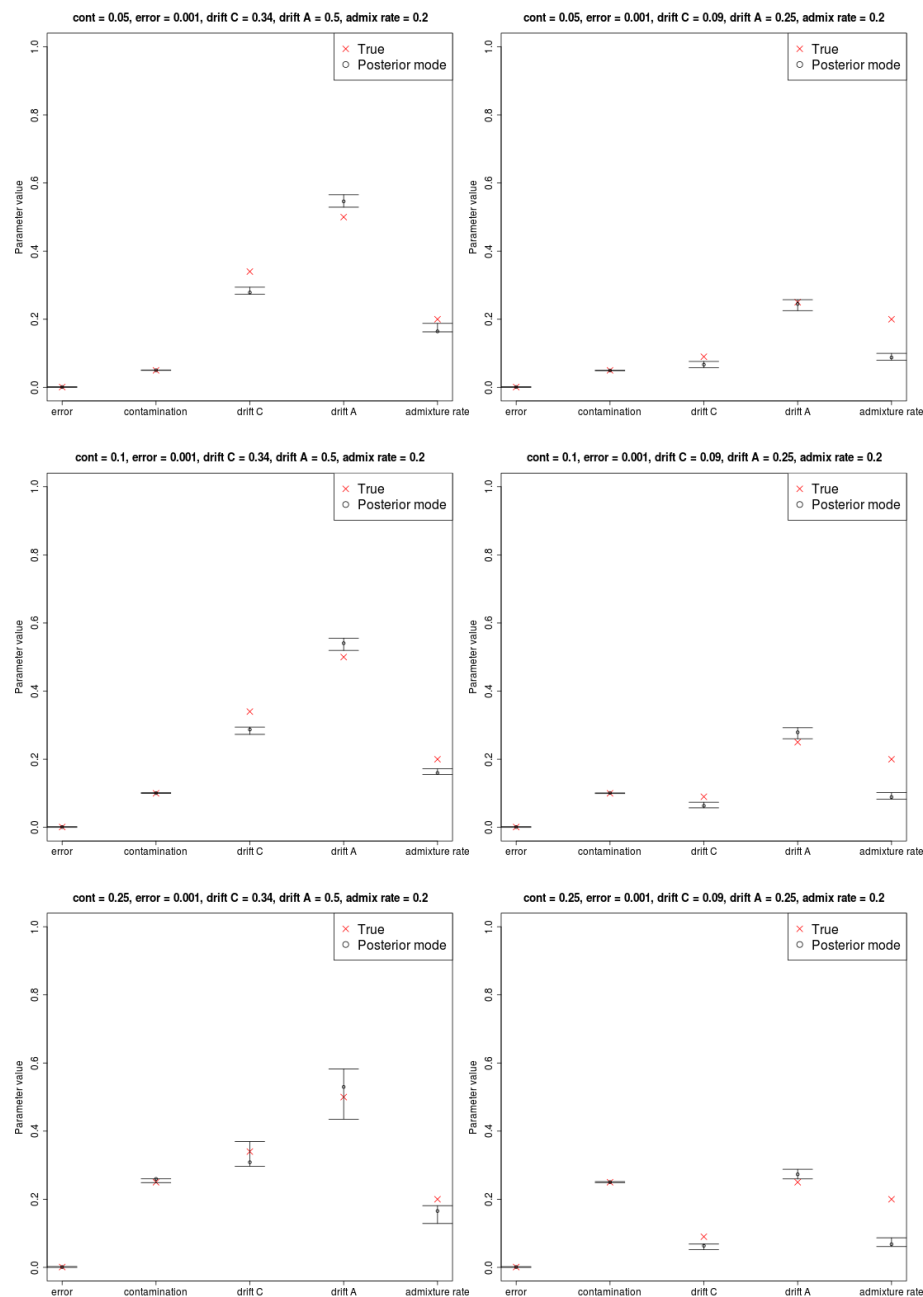 cont = 0.05, error = 0.001, drift C = 0.34, drift A = 0.5, admix rate = 0.2
True
Posterior mode
Parameter value
1.0
0.8
0.6
0.4
0.2
0.0
error contamination drift C drift A admixture rate
cont = 0.05, error = 0.001, drift C = 0.09, drift A = 0.25, admix rate = 0.2
True
Posterior mode
Parameter value
1.0
0.8
0.6
0.4
0.2
0.0
error contamination drift C drift A admixture rate
cont = 0.1, error = 0.001, drift C = 0.34, drift A = 0.5, admix rate = 0.2
True
Posterior mode
Parameter value
1.0
0.8
0.6
0.4
0.2
0.0
error contamination drift C drift A admixture rate
cont = 0.1, error = 0.001, drift C = 0.09, drift A = 0.25, admix rate = 0.2
True
Posterior mode
Parameter value
1.0
0.8
0.6
0.4
0.2
0.0
error contamination drift C drift A admixture rate
cont = 0.25, error = 0.001, drift C = 0.34, drift A = 0.5, admix rate = 0.2
True
Posterior mode
Parameter value
1.0
0.8
0.6
0.4
0.2
0.0
error contamination drift C drift A admixture rate
cont = 0.25, error = 0.001, drift C = 0.09, drift A = 0.25, admix rate = 0.2
True
Posterior mode
Parameter value
1.0
0.8
0.6
0.4
0.2
0.0
error contamination drift C drift A admixture rate